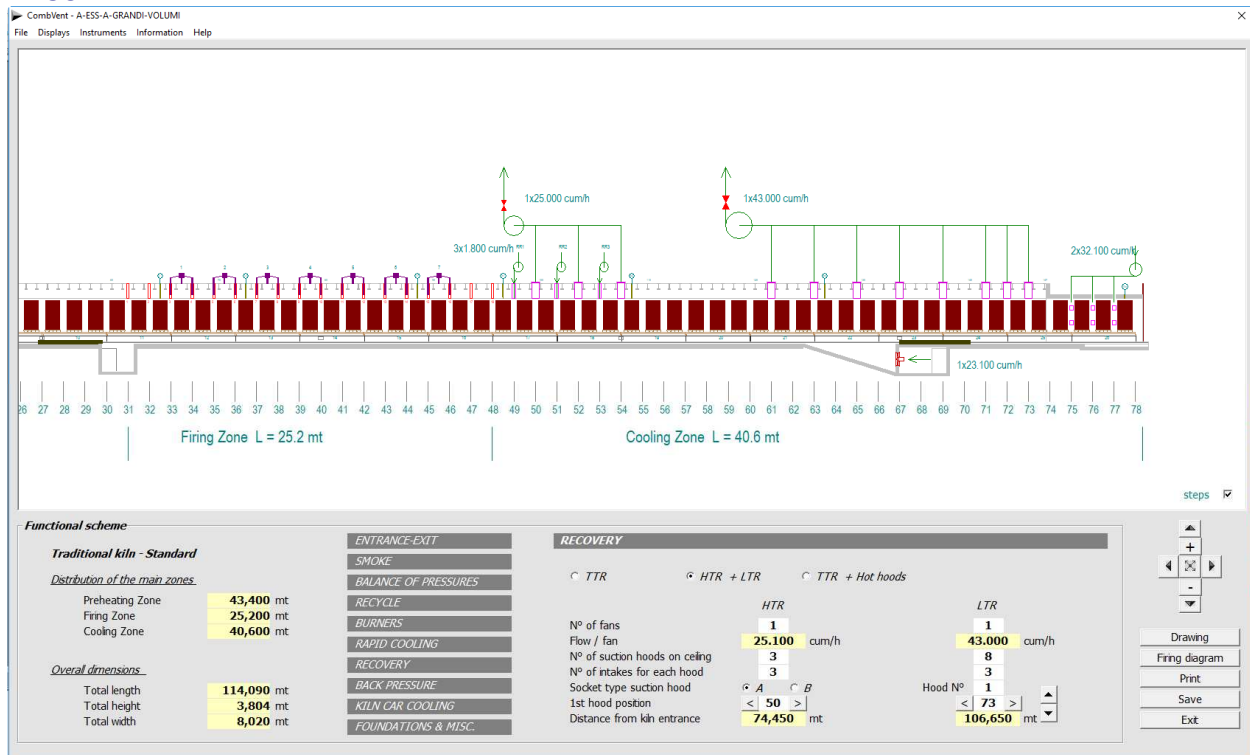 CombVent - A-ESS-A-GRANDI-VOLUMI
File Displays Instruments Information Help
1x25.000 cum/h
1x43.000 cum/h
3x1.800 cum/h
2x32.100 cum/h
1 2 3 4 5 6 7
1x23.100 cum/h
26 27 28 29 30 31 32 33 34 35 36 37 38 39 40 41 42 43 44 45 46 47 48 49 50 51 52 53 54 55 56 57 58 59 60 61 62 63 64 65 66 67 68 69 70 71 72 73 74 75 76 77 78
Firing Zone L = 25.2 mt
Cooling Zone L = 40.6 mt
steps
Functional scheme
Traditional kiln - Standard
Distribution of the main zones
Preheating Zone 43,400 mt
Firing Zone 25,200 mt
Cooling Zone 40,600 mt
Overall dimensions
Total length 114,090 mt
Total height 3,804 mt
Total width 8,020 mt
ENTRANCE-EXIT
SMOKE
BALANCE OF PRESSURES
RECYCLE
BURNERS
RAPID COOLING
RECOVERY
BACK PRESSURE
KILN CAR COOLING
FOUNDATIONS & MISC.
RECOVERY
TTR HTR + LTR TTR + Hot hoods
HTR LTR
N° of fans 1 1
Flow / fan 25.100 cum/h 43.000 cum/h
N° of suction hoods on ceiling 3 8
N° of intakes for each hood 3 3
Socket type suction hood A B Hood N° 1
1st hood position < 50 > < 73 >
Distance from kiln entrance 74,450 mt 106,650 mt
+
-
Drawing
Firing diagram
Print
Save
Exit